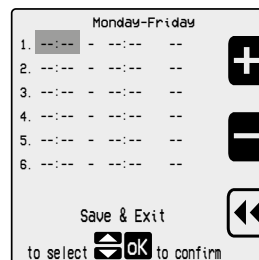 Monday-Friday
1. --:-- - --:-- --
2. --:-- - --:-- --
3. --:-- - --:-- --
4. --:-- - --:-- --
5. --:-- - --:-- --
6. --:-- - --:-- --
Save & Exit
to select OK to confirm